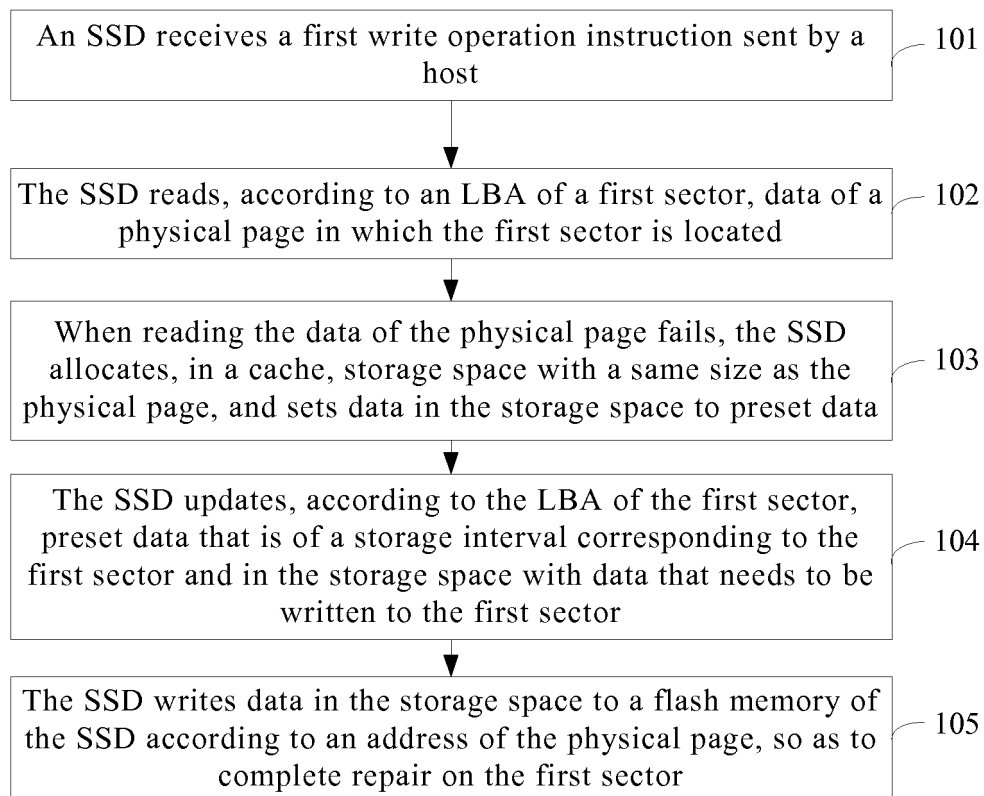 An SSD receives a first write operation instruction sent by a
host
101
The SSD reads, according to an LBA of a first sector, data of a
physical page in which the first sector is located
102
When reading the data of the physical page fails, the SSD
allocates, in a cache, storage space with a same size as the
physical page, and sets data in the storage space to preset data
103
The SSD updates, according to the LBA of the first sector,
preset data that is of a storage interval corresponding to the
first sector and in the storage space with data that needs to be
written to the first sector
104
The SSD writes data in the storage space to a flash memory of
the SSD according to an address of the physical page, so as to
complete repair on the first sector
105